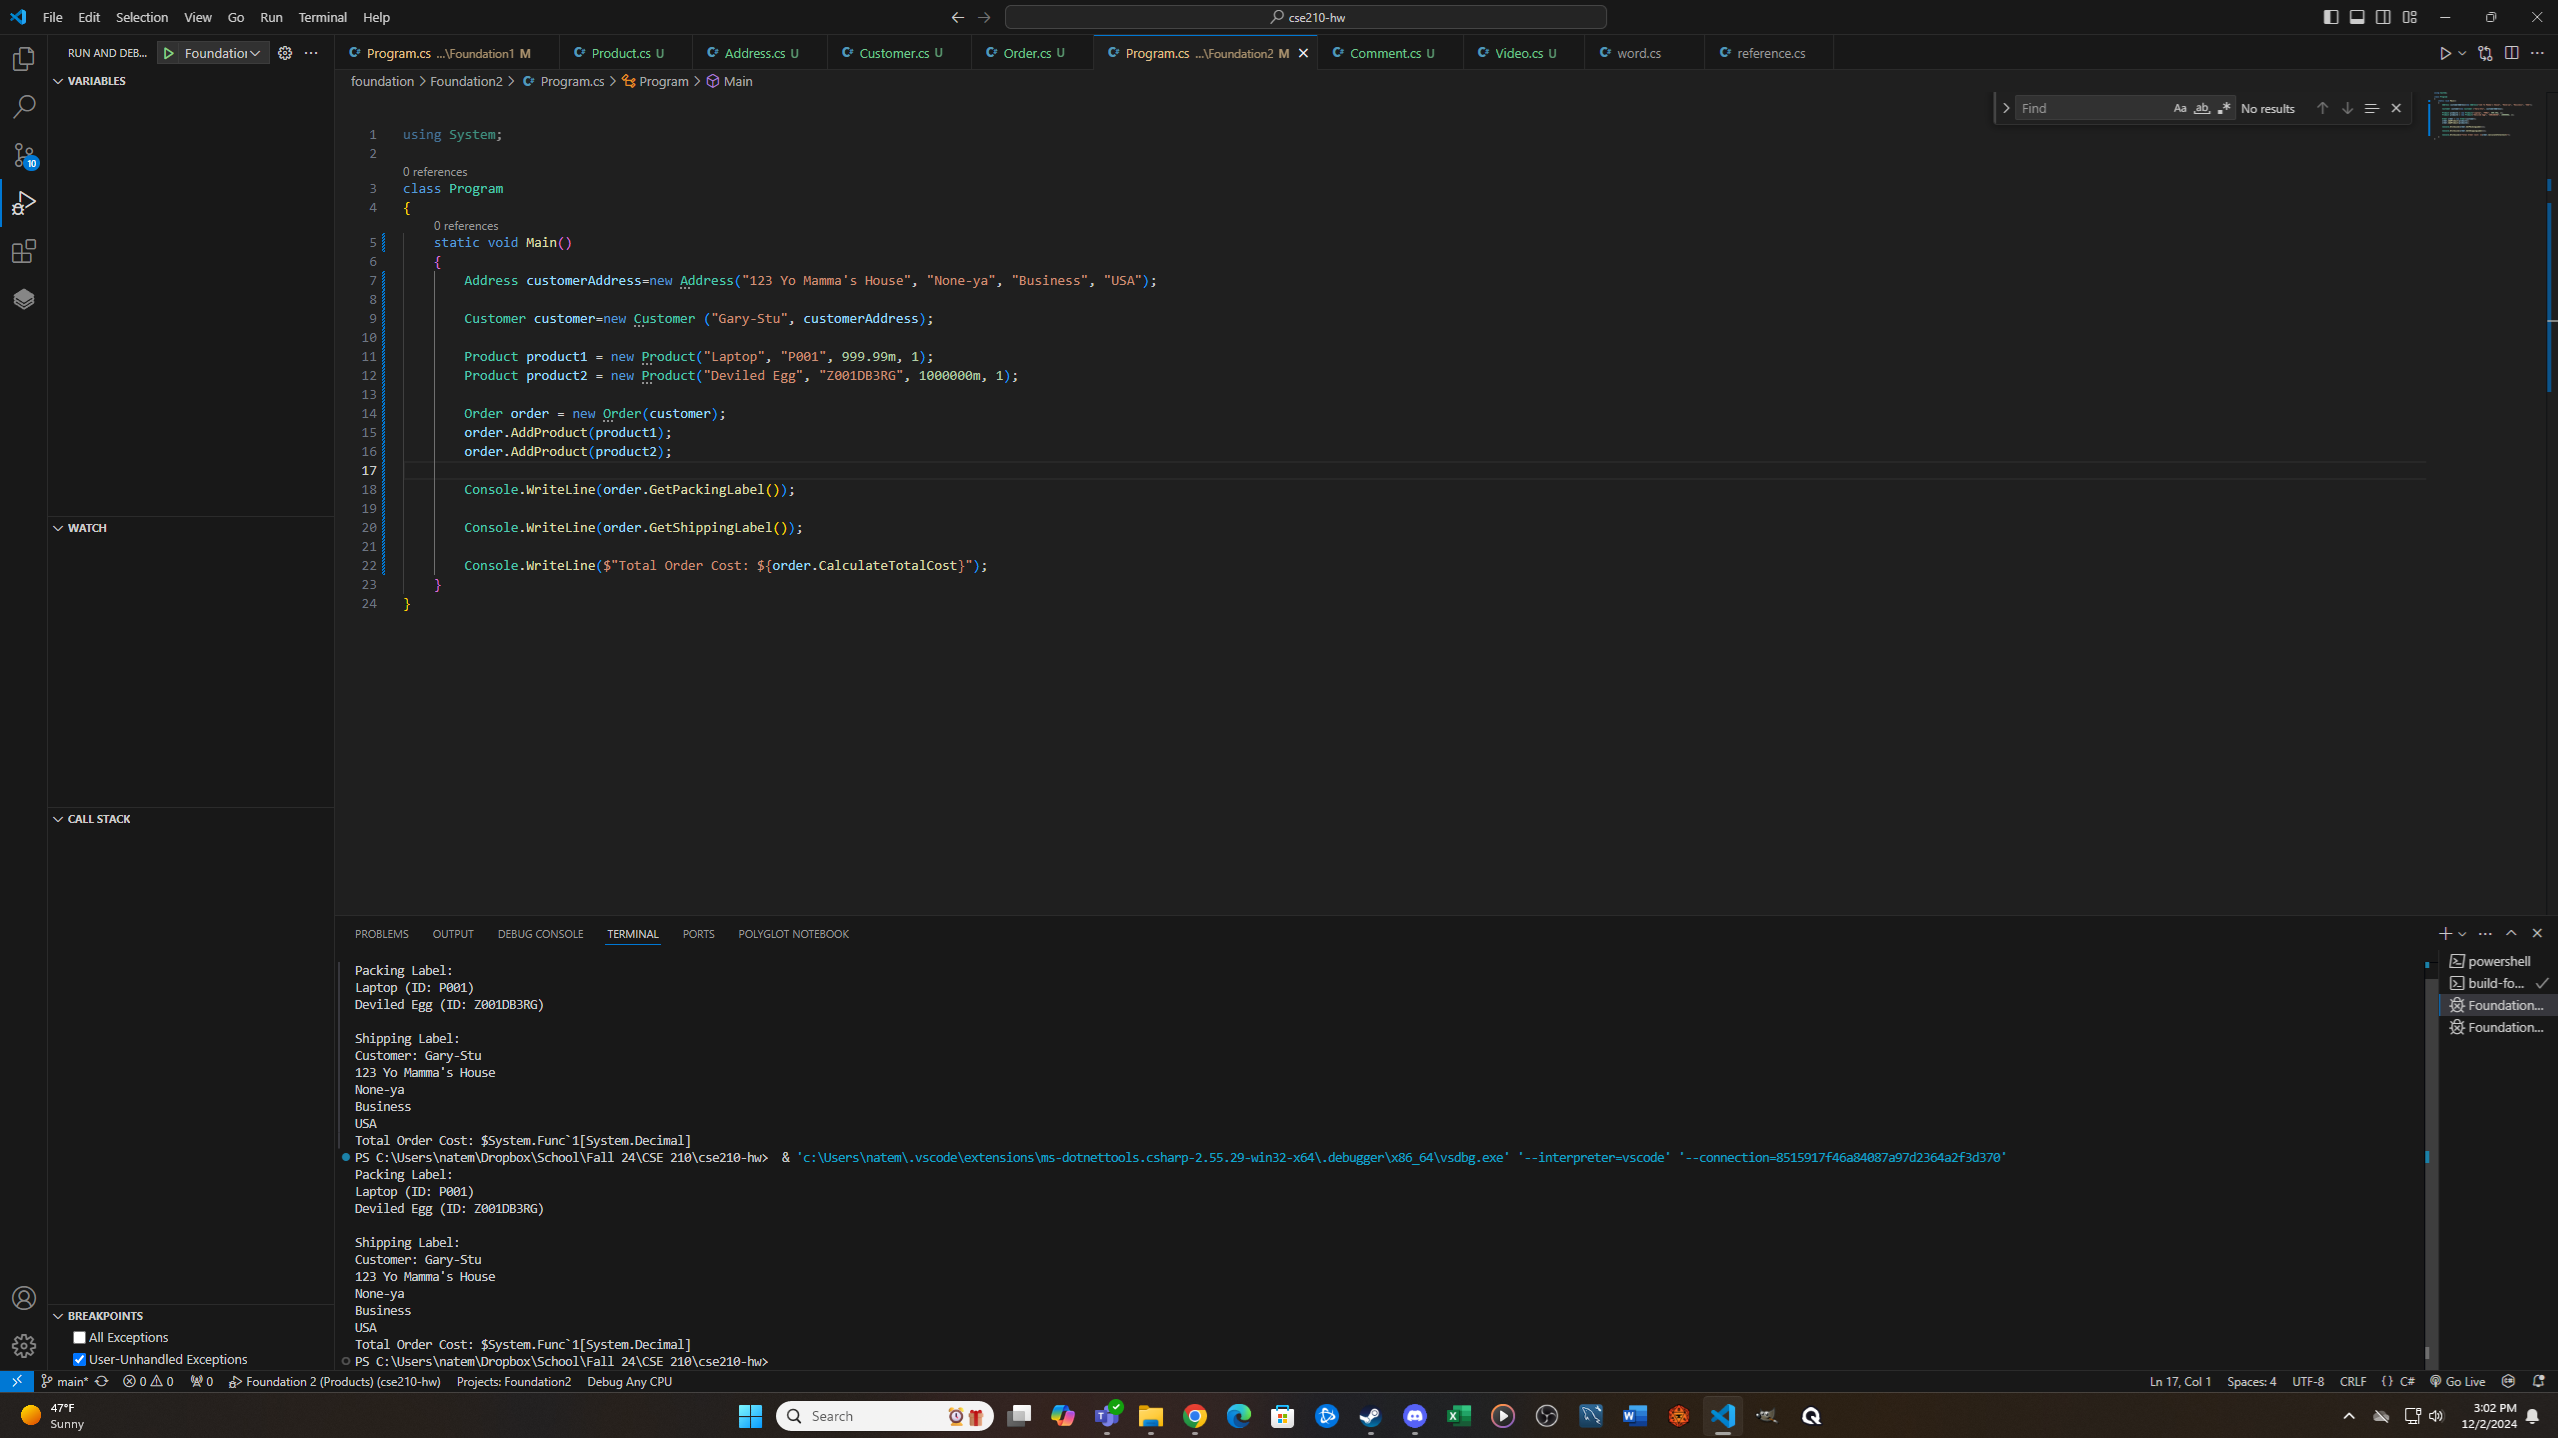 File Edit Selection View Go Run Terminal Help
cse210-hw
RUN AND DEB... Foundation
Program.cs ...\Foundation1 M
Product.cs U
Address.cs U
Customer.cs U
Order.cs U
Program.cs ...\Foundation2 M
Comment.cs U
Video.cs U
word.cs
reference.cs
VARIABLES
foundation > Foundation2 > Program.cs > Program > Main
Find Aa ab .* No results
10
1 using System;
2
0 references
3 class Program
4 {
0 references
5 static void Main()
6 {
7 Address customerAddress=new Address("123 Yo Mamma's House", "None-ya", "Business", "USA");
8
9 Customer customer=new Customer ("Gary-Stu", customerAddress);
10
11 Product product1 = new Product("Laptop", "P001", 999.99m, 1);
12 Product product2 = new Product("Deviled Egg", "Z001DB3RG", 1000000m, 1);
13
14 Order order = new Order(customer);
15 order.AddProduct(product1);
16 order.AddProduct(product2);
17
18 Console.WriteLine(order.GetPackingLabel());
19
20 Console.WriteLine(order.GetShippingLabel());
21
22 Console.WriteLine($"Total Order Cost: ${order.CalculateTotalCost}");
23 }
24 }
WATCH
CALL STACK
BREAKPOINTS
All Exceptions
User-Unhandled Exceptions
PROBLEMS OUTPUT DEBUG CONSOLE TERMINAL PORTS POLYGLOT NOTEBOOK
powershell
build-fo...
Foundation...
Foundation...
Packing Label:
Laptop (ID: P001)
Deviled Egg (ID: Z001DB3RG)
Shipping Label:
Customer: Gary-Stu
123 Yo Mamma's House
None-ya
Business
USA
Total Order Cost: $System.Func`1[System.Decimal]
PS C:\Users\natem\Dropbox\School\Fall 24\CSE 210\cse210-hw> & 'c:\Users\natem\.vscode\extensions\ms-dotnettools.csharp-2.55.29-win32-x64\.debugger\x86_64\vsdbg.exe' '--interpreter=vscode' '--connection=8515917f46a84087a97d2364a2f3d370'
Packing Label:
Laptop (ID: P001)
Deviled Egg (ID: Z001DB3RG)
Shipping Label:
Customer: Gary-Stu
123 Yo Mamma's House
None-ya
Business
USA
Total Order Cost: $System.Func`1[System.Decimal]
PS C:\Users\natem\Dropbox\School\Fall 24\CSE 210\cse210-hw>
main* 0 0 0 Foundation 2 (Products) (cse210-hw) Projects: Foundation2 Debug Any CPU
Ln 17, Col 1 Spaces: 4 UTF-8 CRLF {} C# Go Live
47°F
Sunny
Search
3:02 PM
12/2/2024